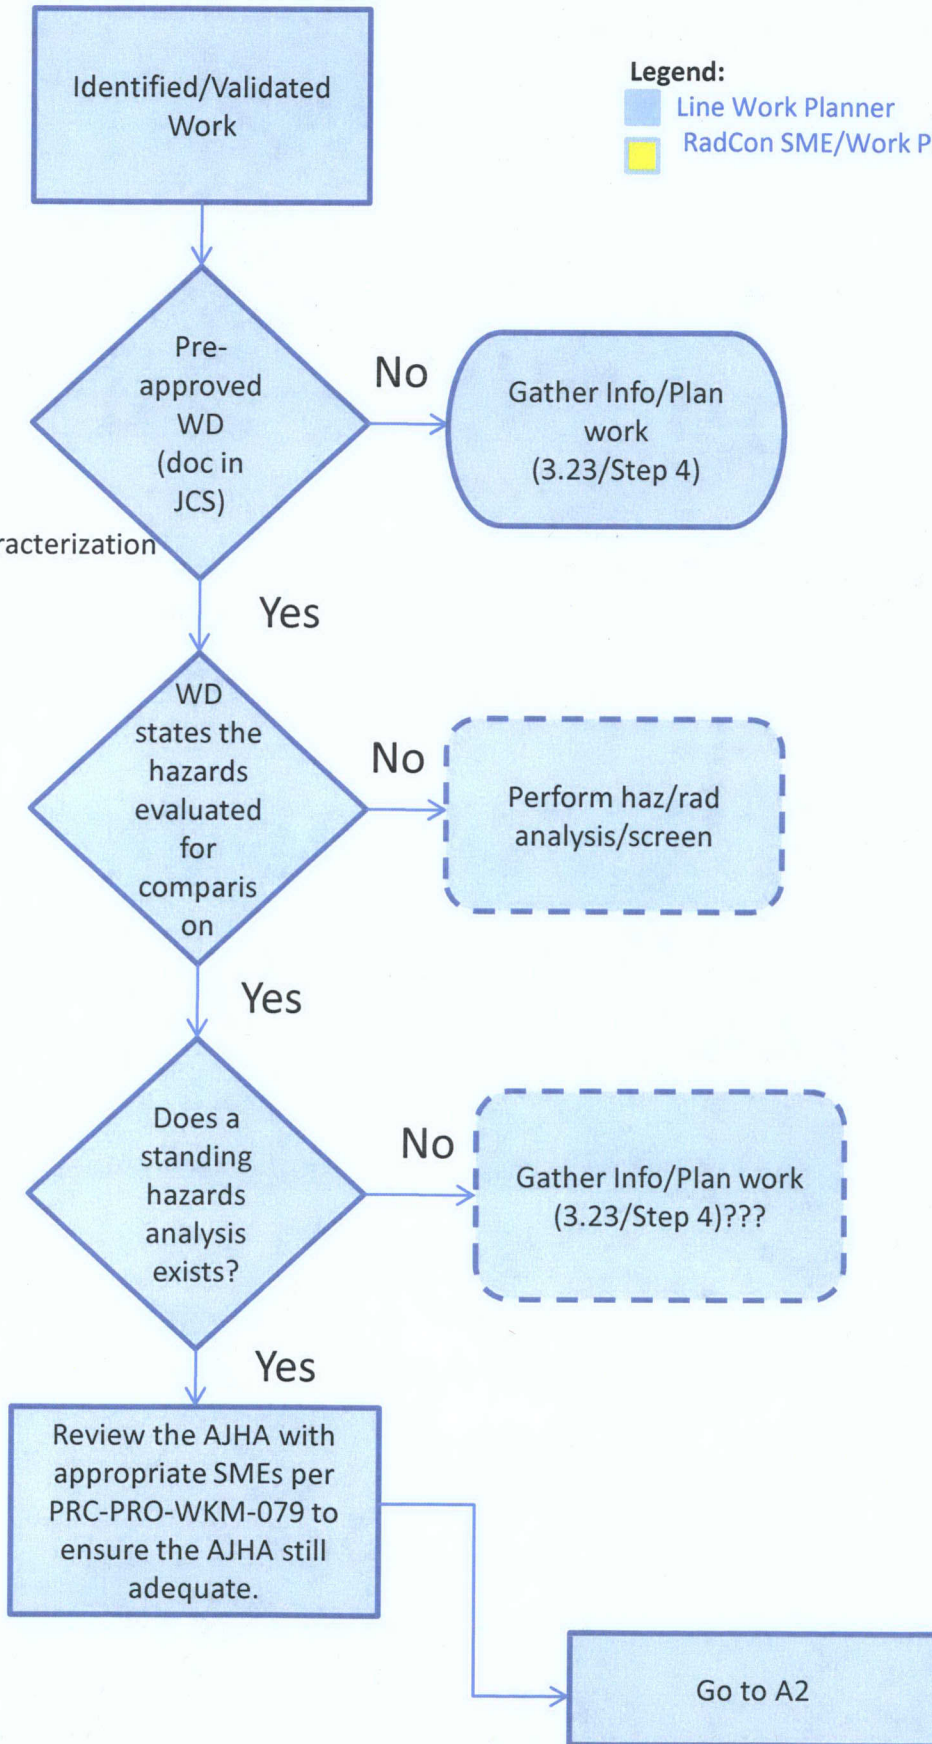 Identified/Validated
Work
Legend:
Line Work Planner
RadCon SME/Work P
Pre-
approved
WD
(doc in
JCS)
No
Gather Info/Plan
work
(3.23/Step 4)
racterization
Yes
WD
states the
hazards
evaluated
for
comparis
on
No
Perform haz/rad
analysis/screen
Yes
Does a
standing
hazards
analysis
exists?
No
Gather Info/Plan work
(3.23/Step 4)???
Yes
Review the AJHA with
appropriate SMEs per
PRC-PRO-WKM-079 to
ensure the AJHA still
adequate.
Go to A2